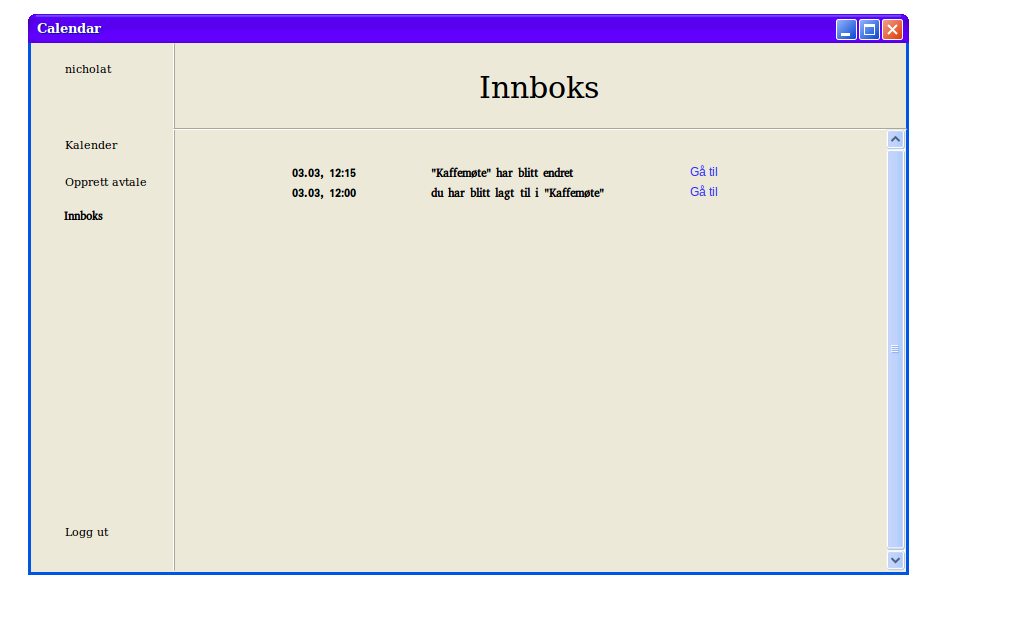 Calendar
nicholat
Innboks
Kalender
Opprett avtale
Innboks
Logg ut
03.03, 12:15 "Kaffemøte" har blitt endret Gå til
03.03, 12:00 du har blitt lagt til i "Kaffemøte" Gå til